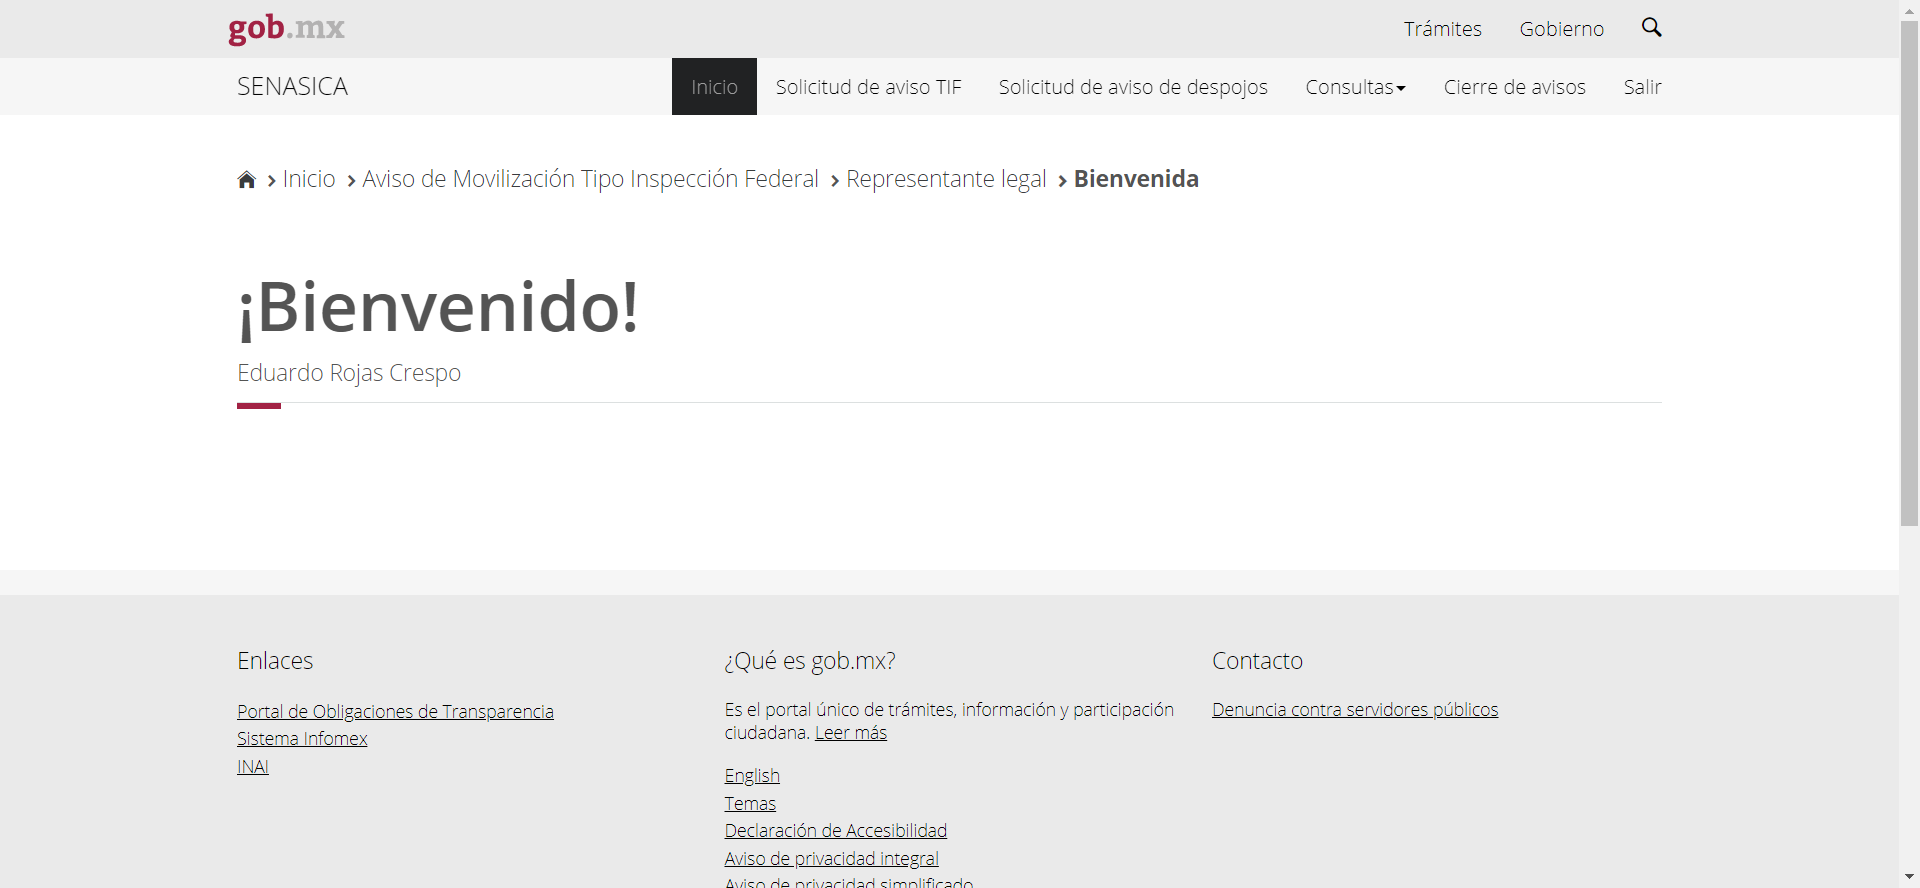 gob.mx
Trámites
Gobierno
SENASICA
Inicio
Solicitud de aviso TIF
Solicitud de aviso de despojos
Consultas
Cierre de avisos
Salir
Inicio
Aviso de Movilización Tipo Inspección Federal
Representante legal
Bienvenida
¡Bienvenido!
Eduardo Rojas Crespo
Enlaces
Portal de Obligaciones de Transparencia
Sistema Infomex
INAI
¿Qué es gob.mx?
Es el portal único de trámites, información y participación
ciudadana. Leer más
English
Temas
Declaración de Accesibilidad
Aviso de privacidad integral
Aviso de privacidad simplificado
Contacto
Denuncia contra servidores públicos